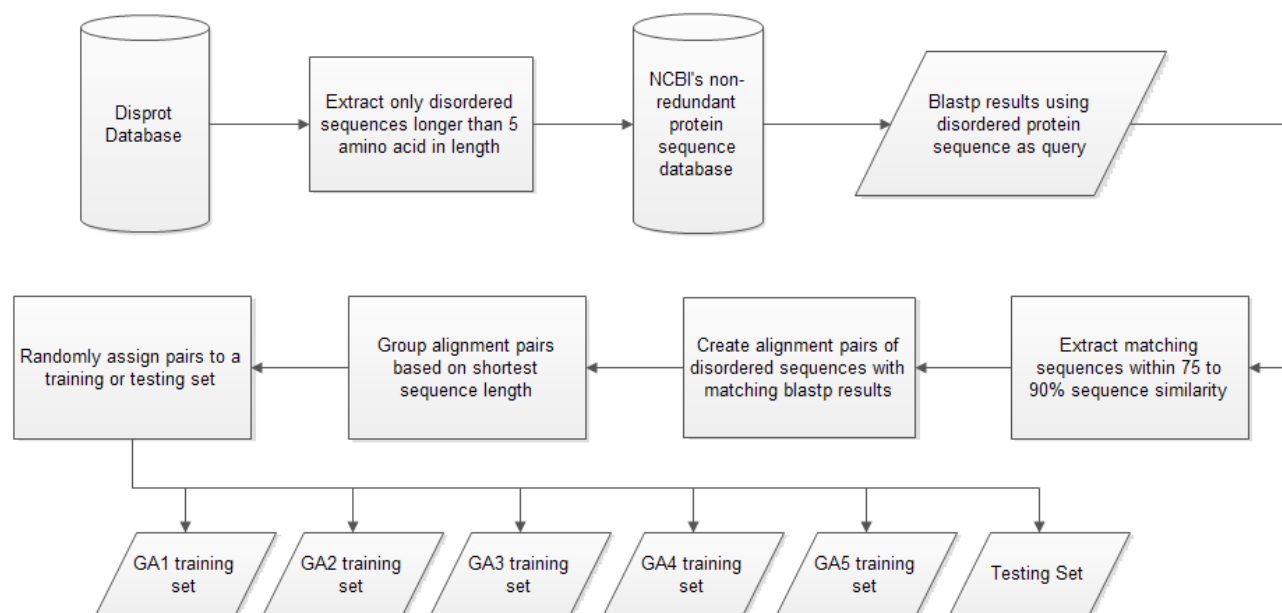 Disprot
Database
Extract only disordered
sequences longer than 5
amino acid in length
NCBI's non-
redundant
protein
sequence
database
Blastp results using
disordered protein
sequence as query
Randomly assign pairs to a
training or testing set
Group alignment pairs
based on shortest
sequence length
Create alignment pairs of
disordered sequences with
matching blastp results
Extract matching
sequences within 75 to
90% sequence similarity
GA1 training
set
GA2 training
set
GA3 training
set
GA4 training
set
GA5 training
set
Testing Set